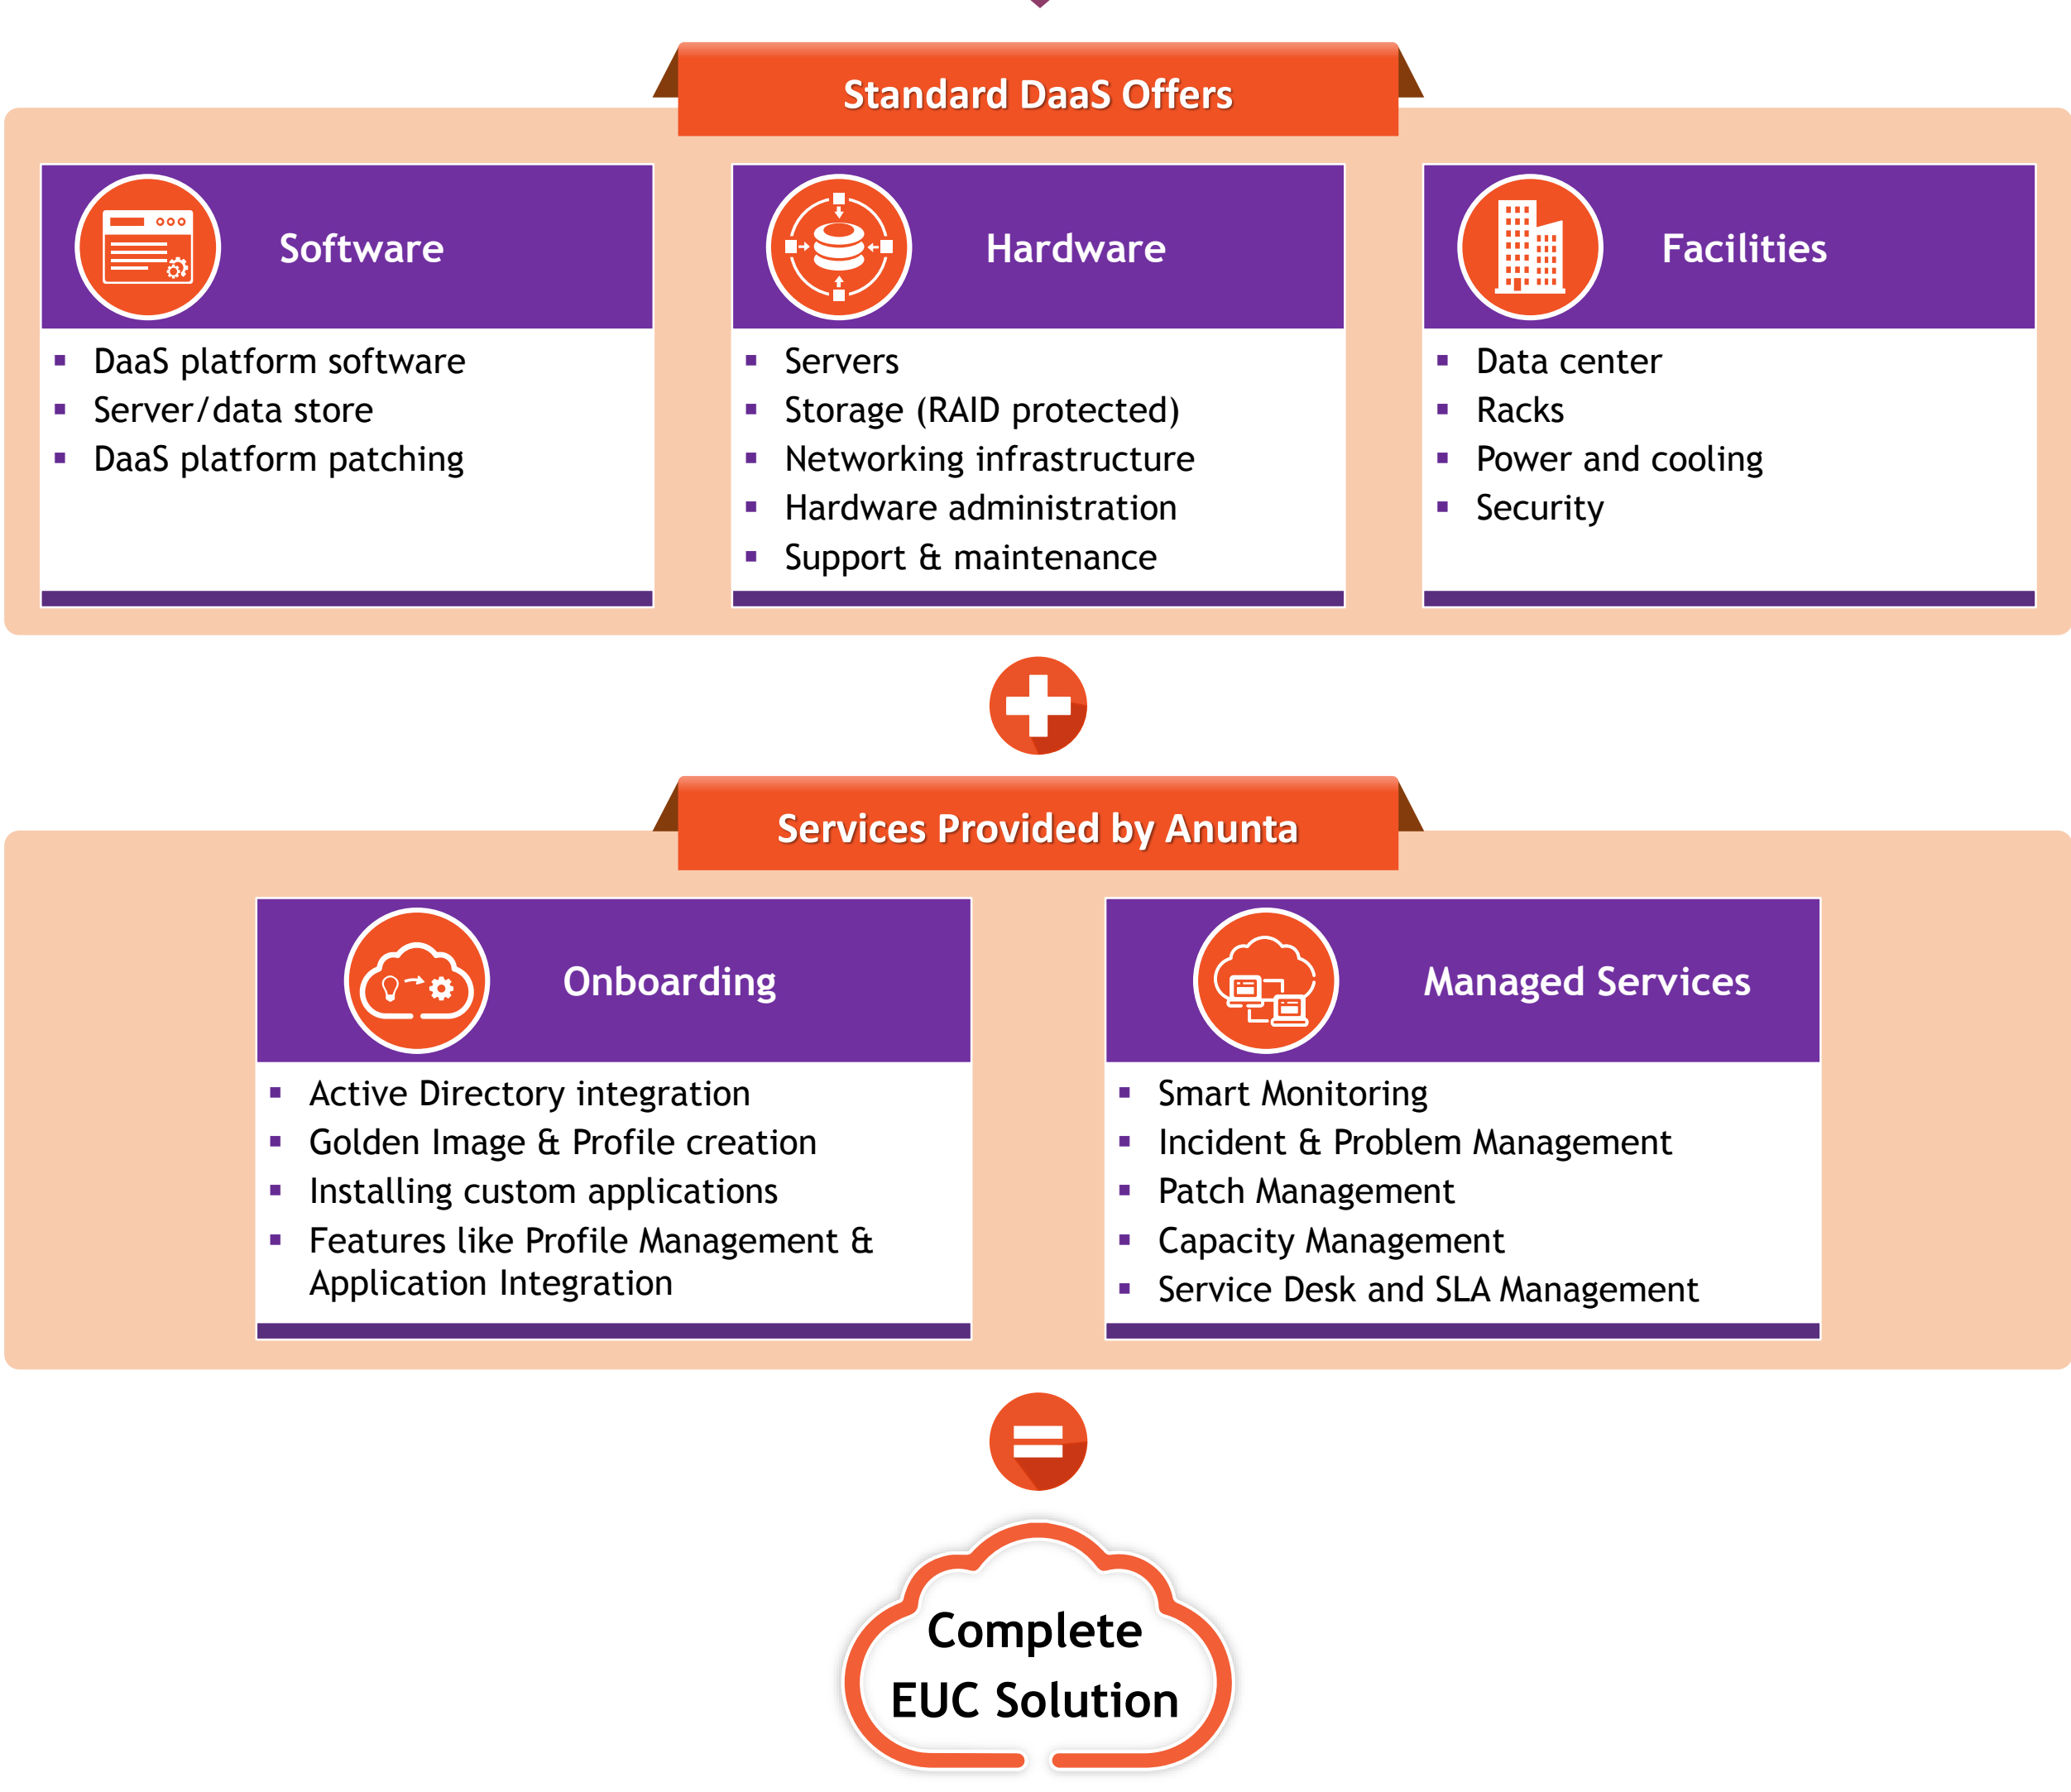 Standard DaaS Offers
Software
DaaS platform software
Server/data store
DaaS platform patching
Hardware
Servers
Storage (RAID protected)
Networking infrastructure
Hardware administration
Support & maintenance
Facilities
Data center
Racks
Power and cooling
Security
Services Provided by Anunta
Onboarding
Active Directory integration
Golden Image & Profile creation
Installing custom applications
Features like Profile Management &
Application Integration
Managed Services
Smart Monitoring
Incident & Problem Management
Patch Management
Capacity Management
Service Desk and SLA Management
Complete
EUC Solution